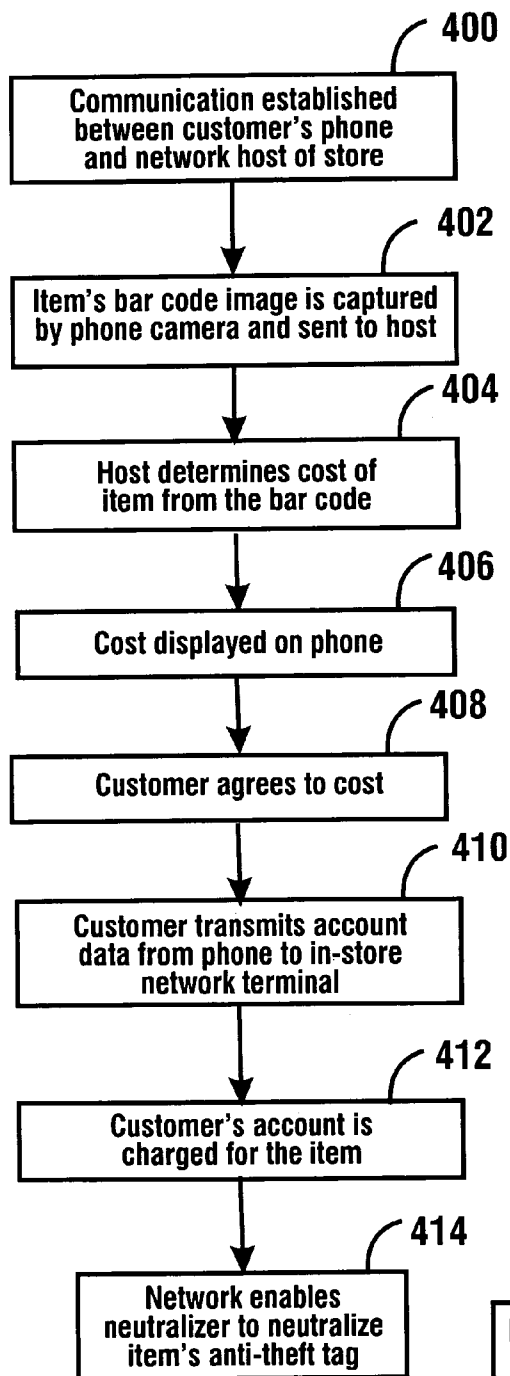 400
Communication established
between customer's phone
and network host of store
402
Item's bar code image is captured
by phone camera and sent to host
404
Host determines cost of
item from the bar code
406
Cost displayed on phone
408
Customer agrees to cost
410
Customer transmits account
data from phone to in-store
network terminal
412
Customer's account is
charged for the item
414
Network enables
neutralizer to neutralize
item's anti-theft tag